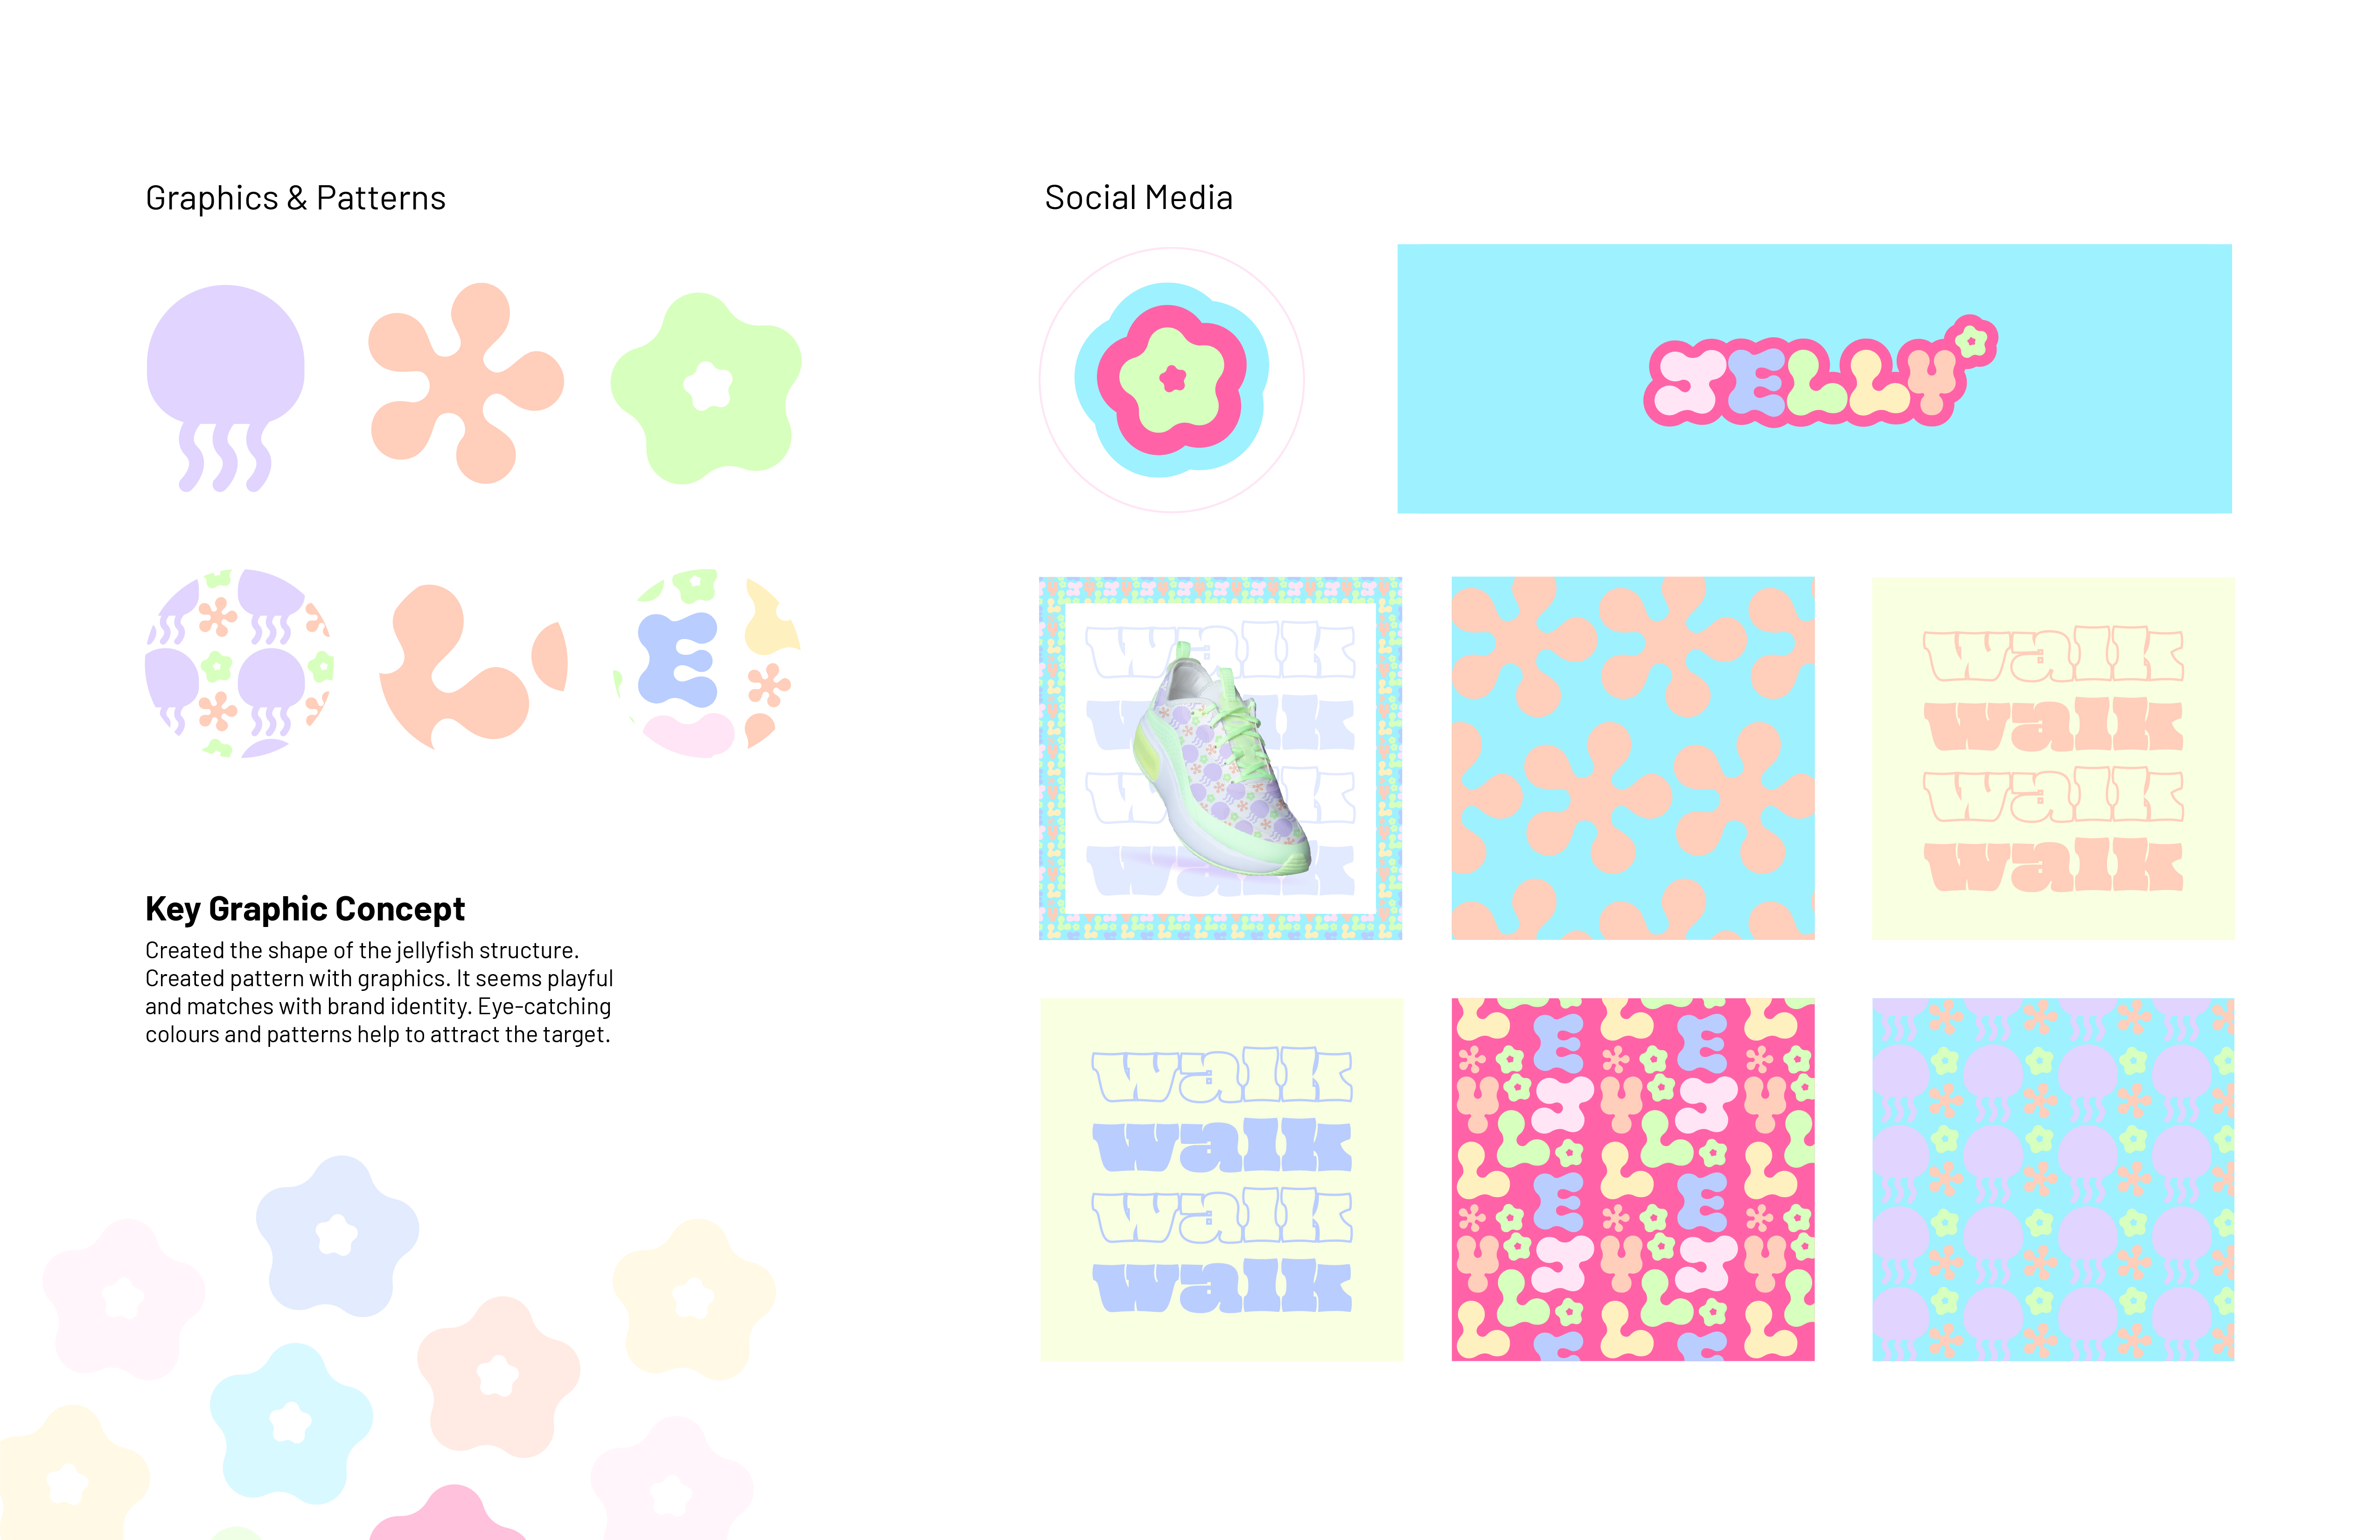 Graphics & Patterns
Key Graphic Concept
Created the shape of the jellyfish structure.
Created pattern with graphics. It seems playful
and matches with brand identity. Eye-catching
colours and patterns help to attract the target.
Social Media
JELLY
walk
walk
walk
walk
walk
walk
walk
walk
walk
walk
walk
walk